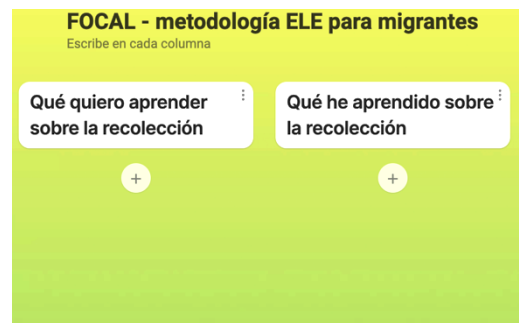 FOCAL - metodología ELE para migrantes
Escribe en cada columna
Qué quiero aprender
sobre la recolección
Qué he aprendido sobre
la recolección